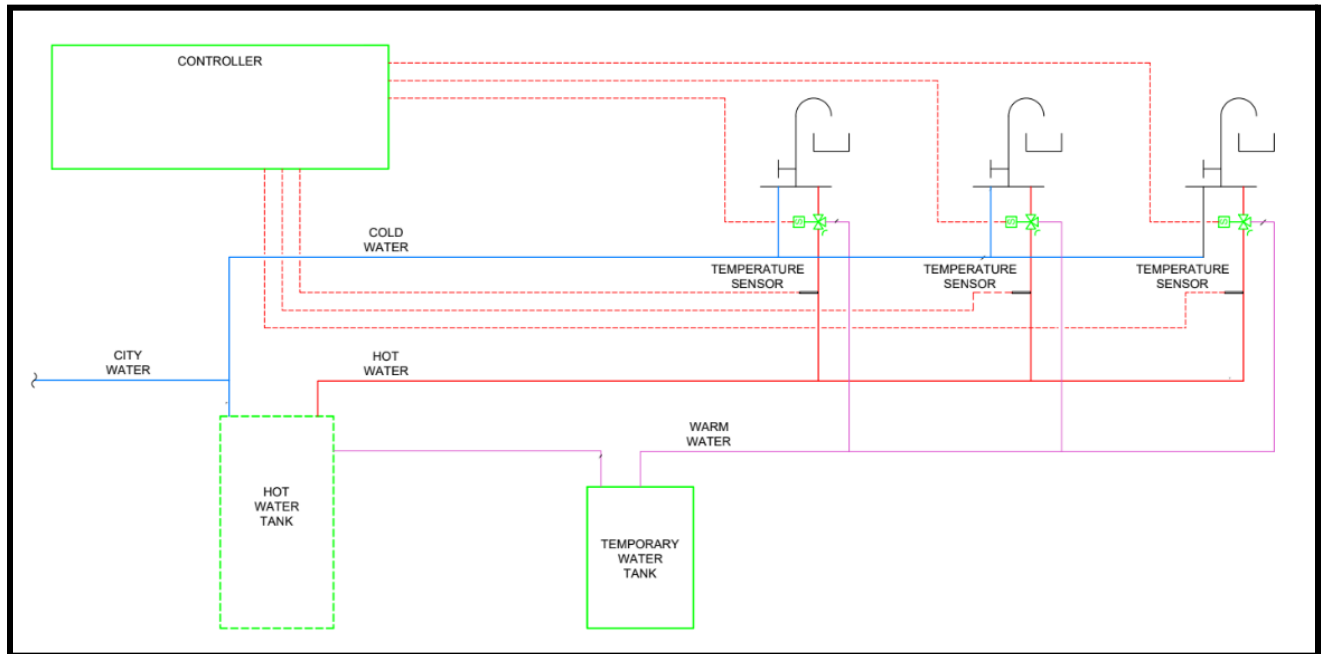 CONTROLLER
COLD
WATER
TEMPERATURE
SENSOR
TEMPERATURE
SENSOR
TEMPERATURE
SENSOR
S
S
S
CITY
WATER
HOT
WATER
WARM
WATER
HOT
WATER
TANK
TEMPORARY
WATER
TANK